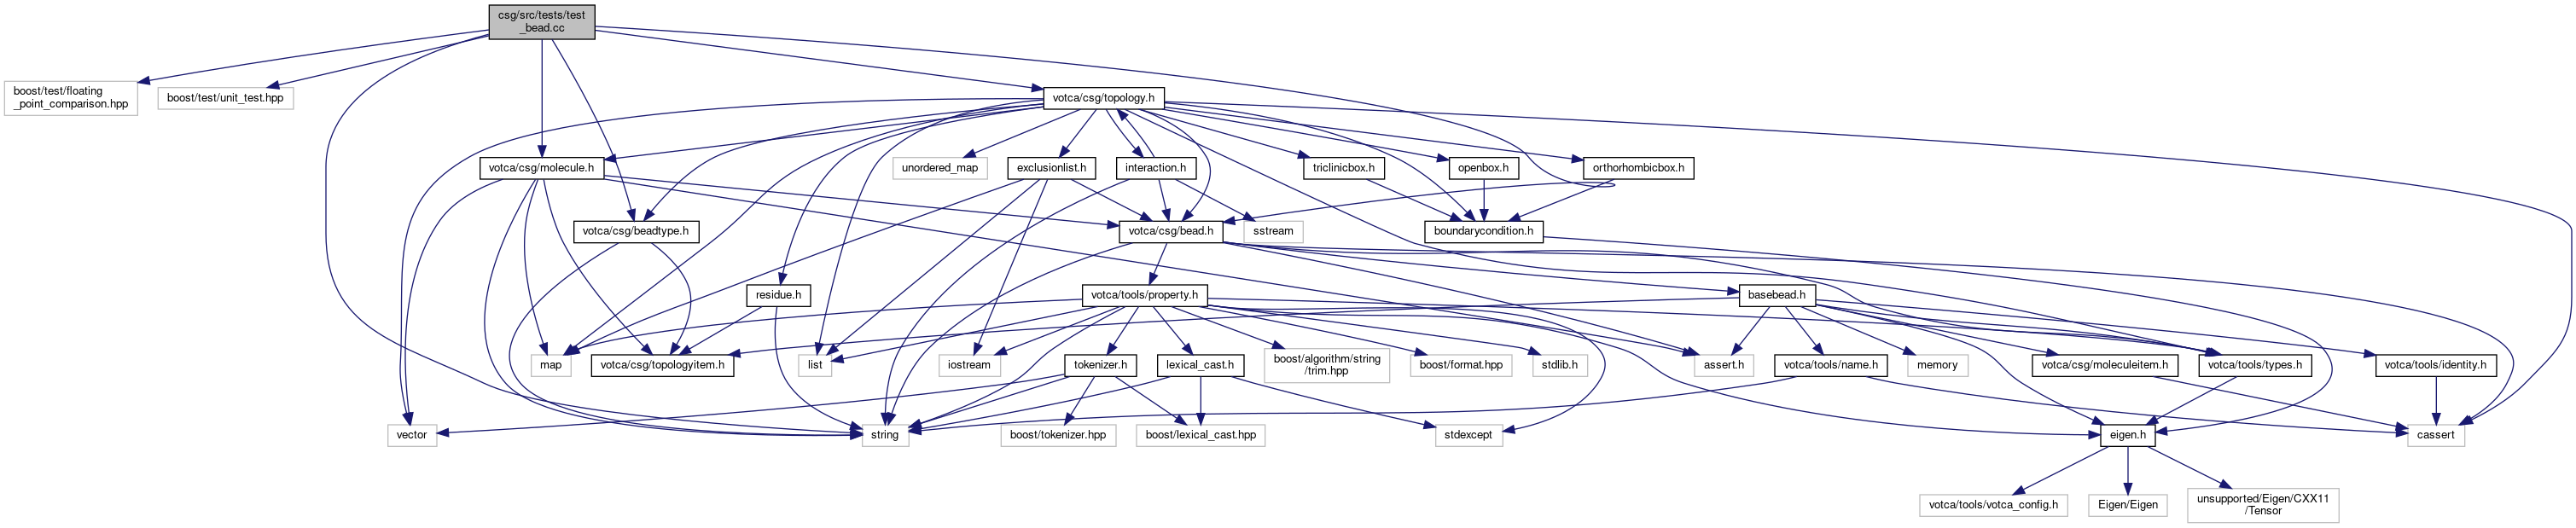 csg/src/tests/test
_bead.cc
boost/test/floating
_point_comparison.hpp
boost/test/unit_test.hpp
votca/csg/topology.h
votca/csg/molecule.h
unordered_map
exclusionlist.h
interaction.h
triclinicbox.h
openbox.h
orthorhombicbox.h
votca/csg/beadtype.h
votca/csg/bead.h
sstream
boundarycondition.h
residue.h
votca/tools/property.h
basebead.h
map
votca/csg/topologyitem.h
list
iostream
tokenizer.h
lexical_cast.h
boost/algorithm/string
/trim.hpp
boost/format.hpp
stdlib.h
assert.h
votca/tools/name.h
memory
votca/csg/moleculeitem.h
votca/tools/types.h
votca/tools/identity.h
vector
string
boost/tokenizer.hpp
boost/lexical_cast.hpp
stdexcept
eigen.h
cassert
votca/tools/votca_config.h
Eigen/Eigen
unsupported/Eigen/CXX11
/Tensor